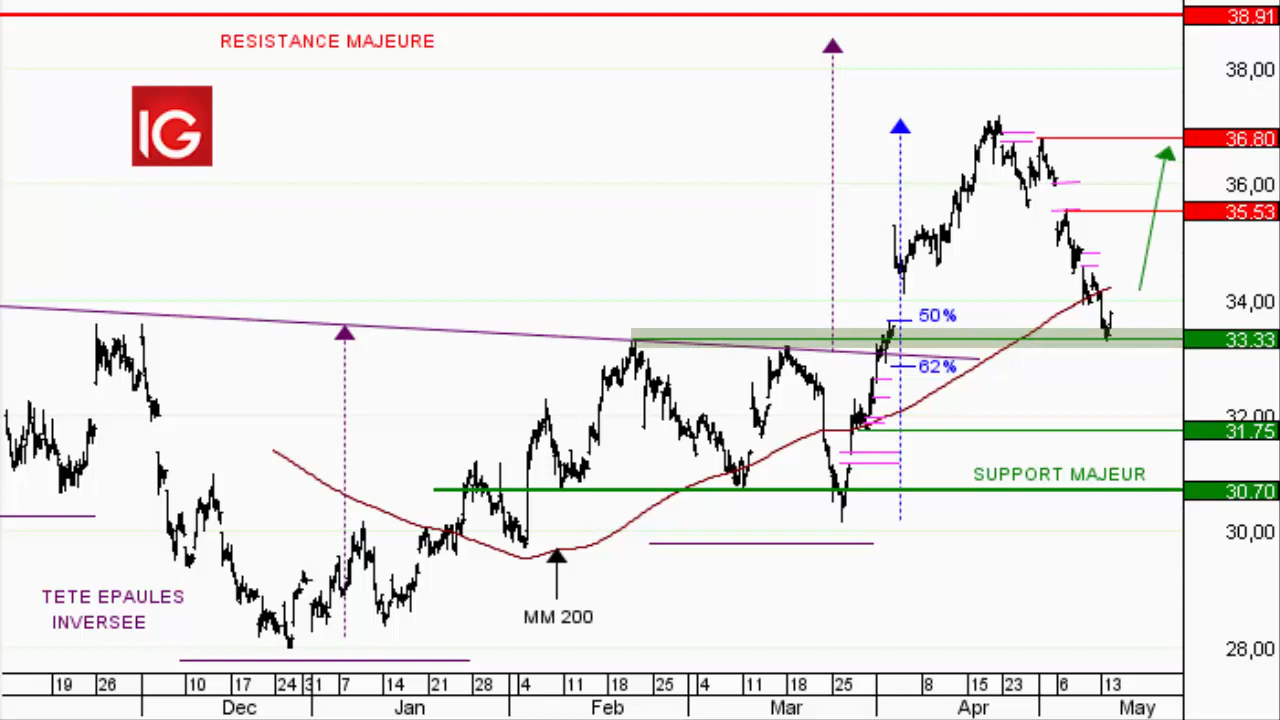 38.91
RESISTANCE MAJEURE
38,00
IG
36.80
36,00
35.53
34,00
50%
33.33
62%
32,00
31.75
SUPPORT MAJEUR
30.70
30,00
TETE EPAULES
INVERSEE
MM 200
28,00
19 26 10 17 24 31 7 14 21 28 4 11 18 25 4 11 18 25 8 15 23 6 13
Dec Jan Feb Mar Apr May